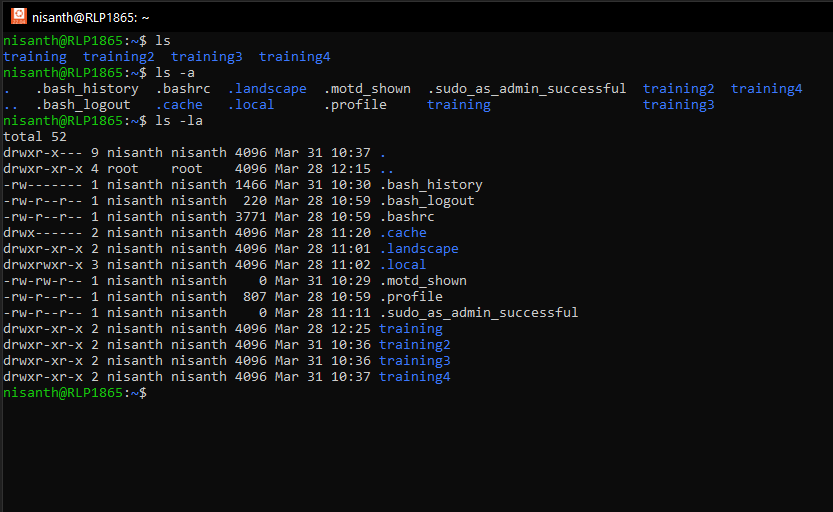 nisanth@RLP1865: ~
nisanth@RLP1865:~$ ls
training  training2  training3  training4
nisanth@RLP1865:~$ ls -a
.   .bash_history  .bashrc  .landscape  .motd_shown  .sudo_as_admin_successful  training2  training4
..  .bash_logout   .cache   .local      .profile     training                   training3
nisanth@RLP1865:~$ ls -la
total 52
drwxr-x--- 9 nisanth nisanth 4096 Mar 31 10:37 .
drwxr-xr-x 4 root    root    4096 Mar 28 12:15 ..
-rw------- 1 nisanth nisanth 1466 Mar 31 10:30 .bash_history
-rw-r--r-- 1 nisanth nisanth  220 Mar 28 10:59 .bash_logout
-rw-r--r-- 1 nisanth nisanth 3771 Mar 28 10:59 .bashrc
drwx------ 2 nisanth nisanth 4096 Mar 28 11:20 .cache
drwxr-xr-x 2 nisanth nisanth 4096 Mar 28 11:01 .landscape
drwxrwxr-x 3 nisanth nisanth 4096 Mar 28 11:02 .local
-rw-rw-r-- 1 nisanth nisanth    0 Mar 31 10:29 .motd_shown
-rw-r--r-- 1 nisanth nisanth  807 Mar 28 10:59 .profile
-rw-r--r-- 1 nisanth nisanth    0 Mar 28 11:11 .sudo_as_admin_successful
drwxr-xr-x 2 nisanth nisanth 4096 Mar 28 12:25 training
drwxr-xr-x 2 nisanth nisanth 4096 Mar 31 10:36 training2
drwxr-xr-x 2 nisanth nisanth 4096 Mar 31 10:36 training3
drwxr-xr-x 2 nisanth nisanth 4096 Mar 31 10:37 training4
nisanth@RLP1865:~$